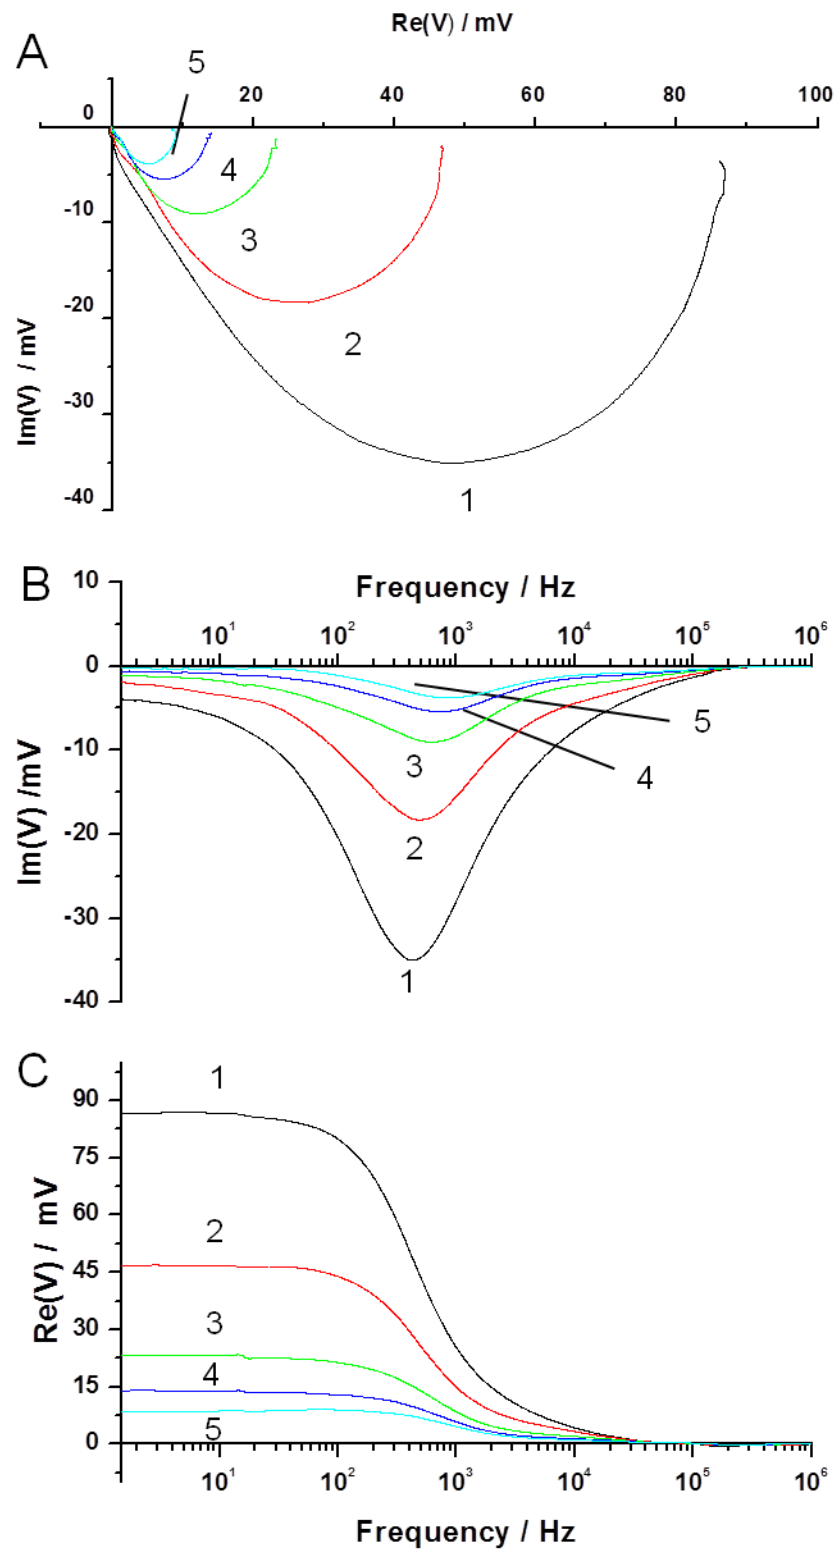 A
Re(V) / mV
5
20 40 60 80 100
0
4
-10
3
-20
2
-30
Im(V) / mV
-40
1
B
10
Frequency / Hz
10¹ 10² 10³ 10⁴ 10⁵ 10⁶
0
5
-10
3
4
2
-20
Im(V) /mV
-30
1
-40
C
1
90
75
60
2
45
Re(V) / mV
30
3
4
15
5
0
10¹ 10² 10³ 10⁴ 10⁵ 10⁶
Frequency / Hz